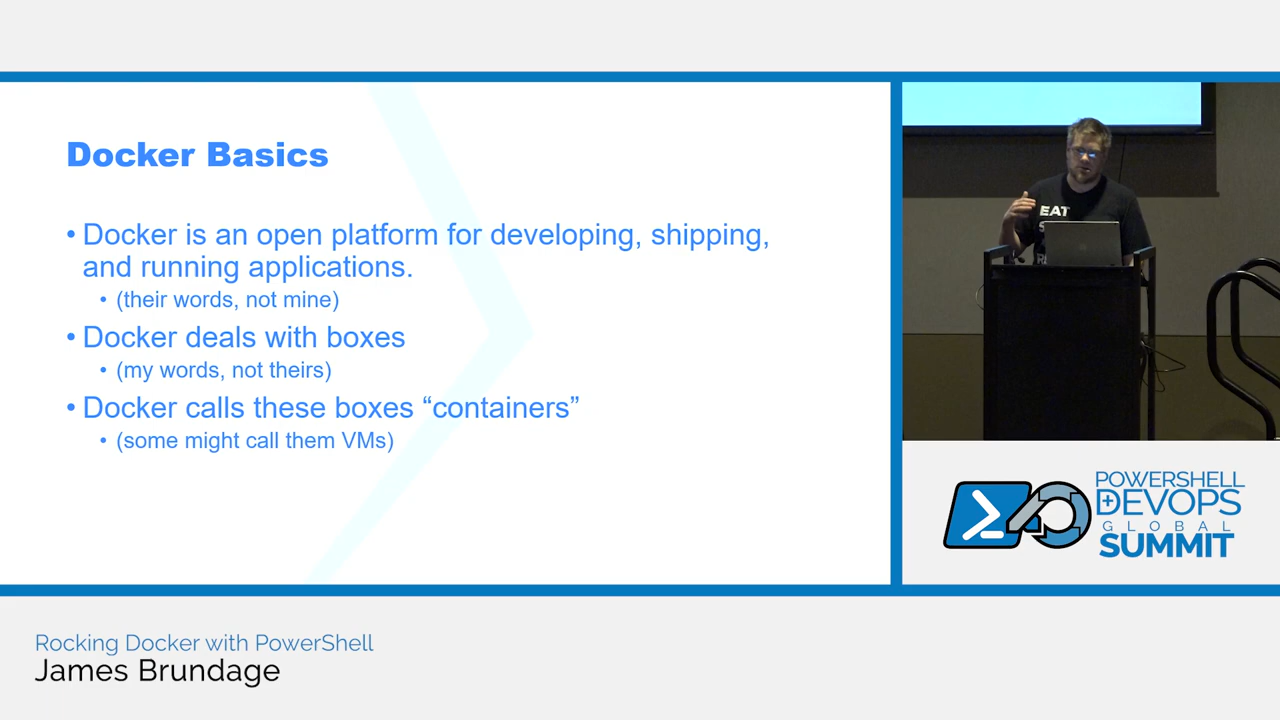 Docker Basics
• Docker is an open platform for developing, shipping,
and running applications.
• (their words, not mine)
• Docker deals with boxes
• (my words, not theirs)
• Docker calls these boxes “containers”
• (some might call them VMs)
EAT
POWERSHELL
+DEVOPS
GLOBAL
SUMMIT
Rocking Docker with PowerShell
James Brundage